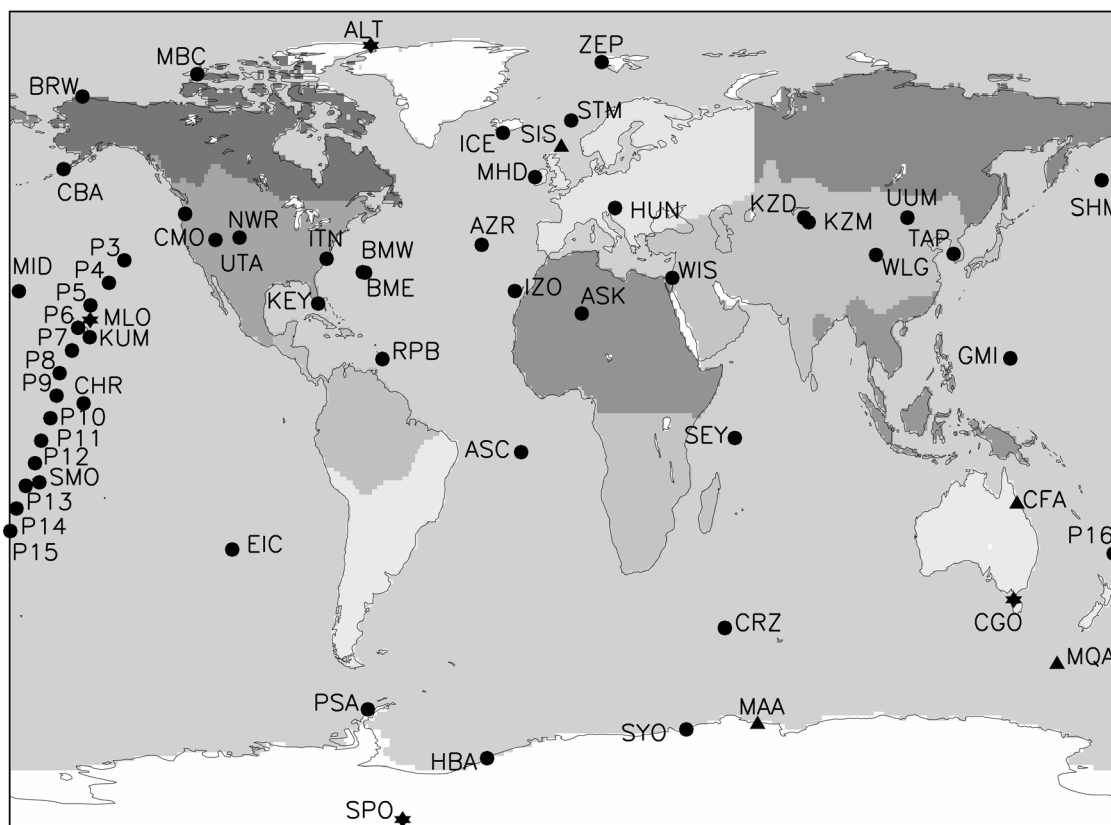 ALT
ZEP
MBC
BRW
STM
ICE
SIS
MHD
CBA
HUN
KZD
KZM
UUM
SHM
CMO
NWR
UTA
ITN
AZR
BMW
BME
TAP
WLG
P3
P4
MID
P5
P6
MLO
P7
KUM
KEY
IZO
ASK
WIS
P8
P9
CHR
RPB
GMI
P10
P11
P12
ASC
SEY
SMO
P13
P14
P15
CFA
P16
EIC
CGO
CRZ
MQA
PSA
MAA
SYO
HBA
SPO